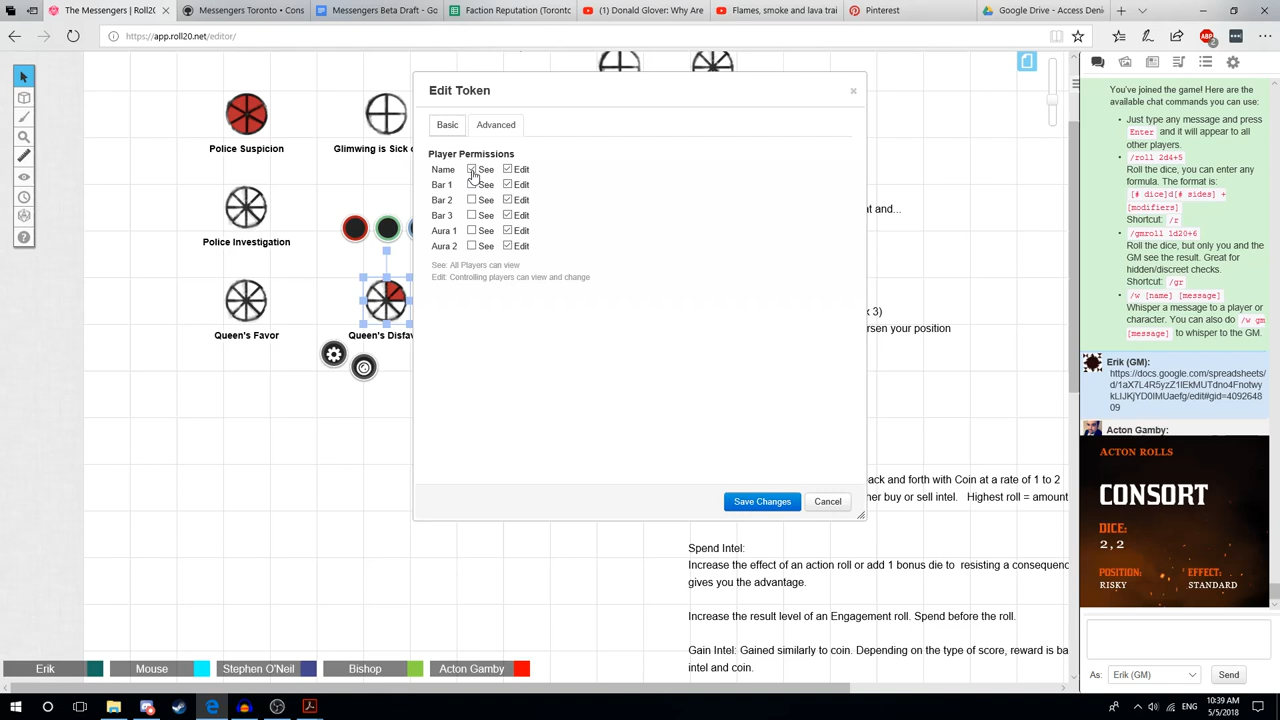 The Messengers | Roll20
Messengers Toronto • Cons
Messengers Beta Draft - Go
Faction Reputation (Toronto
(1) Donald Glover: Why Are
Flames, smoke and lava trai
Pinterest
Google Drive - Access Deni
https://app.roll20.net/editor/
ABP
2
Police Suspicion
Glimwing is Sick
Police Investigation
Queen's Favor
Queen's Disfav
Edit Token
Basic
Advanced
Player Permissions
Name See Edit
Bar 1 See Edit
Bar 2 See Edit
Bar 3 See Edit
Aura 1 See Edit
Aura 2 See Edit
See: All Players can view
Edit: Controlling players can view and change
Save Changes
Cancel
nt and...
x 3)
rsen your position
ack and forth with Coin at a rate of 1 to 2
her buy or sell intel. Highest roll = amount
Spend Intel:
Increase the effect of an action roll or add 1 bonus die to resisting a consequenc
gives you the advantage.
Increase the result level of an Engagement roll. Spend before the roll.
Gain Intel: Gained similarly to coin. Depending on the type of score, reward is ba
intel and coin.
Erik
Mouse
Stephen O'Neil
Bishop
Acton Gamby
You've joined the game! Here are the
available chat commands you can use:
• Just type any message and press
Enter and it will appear to all
other players.
• /roll 2d4+5
Roll the dice, you can enter any
formula. The format is:
[# dice]d[# sides] +
[modifiers]
Shortcut: /r
• /gmroll 1d20+6
Roll the dice, but only you and the
GM see the result. Great for
hidden/discreet checks.
Shortcut: /gr
• /w [name] [message]
Whisper a message to a player or
character. You can also do /w gm
[message] to whisper to the GM.
Erik (GM):
https://docs.google.com/spreadsheets/
Acton Gamby:
ACTON ROLLS
CONSORT
DICE:
2, 2
POSITION: EFFECT:
RISKY STANDARD
As: Erik (GM)
Send
ENG
10:39 AM
5/5/2018